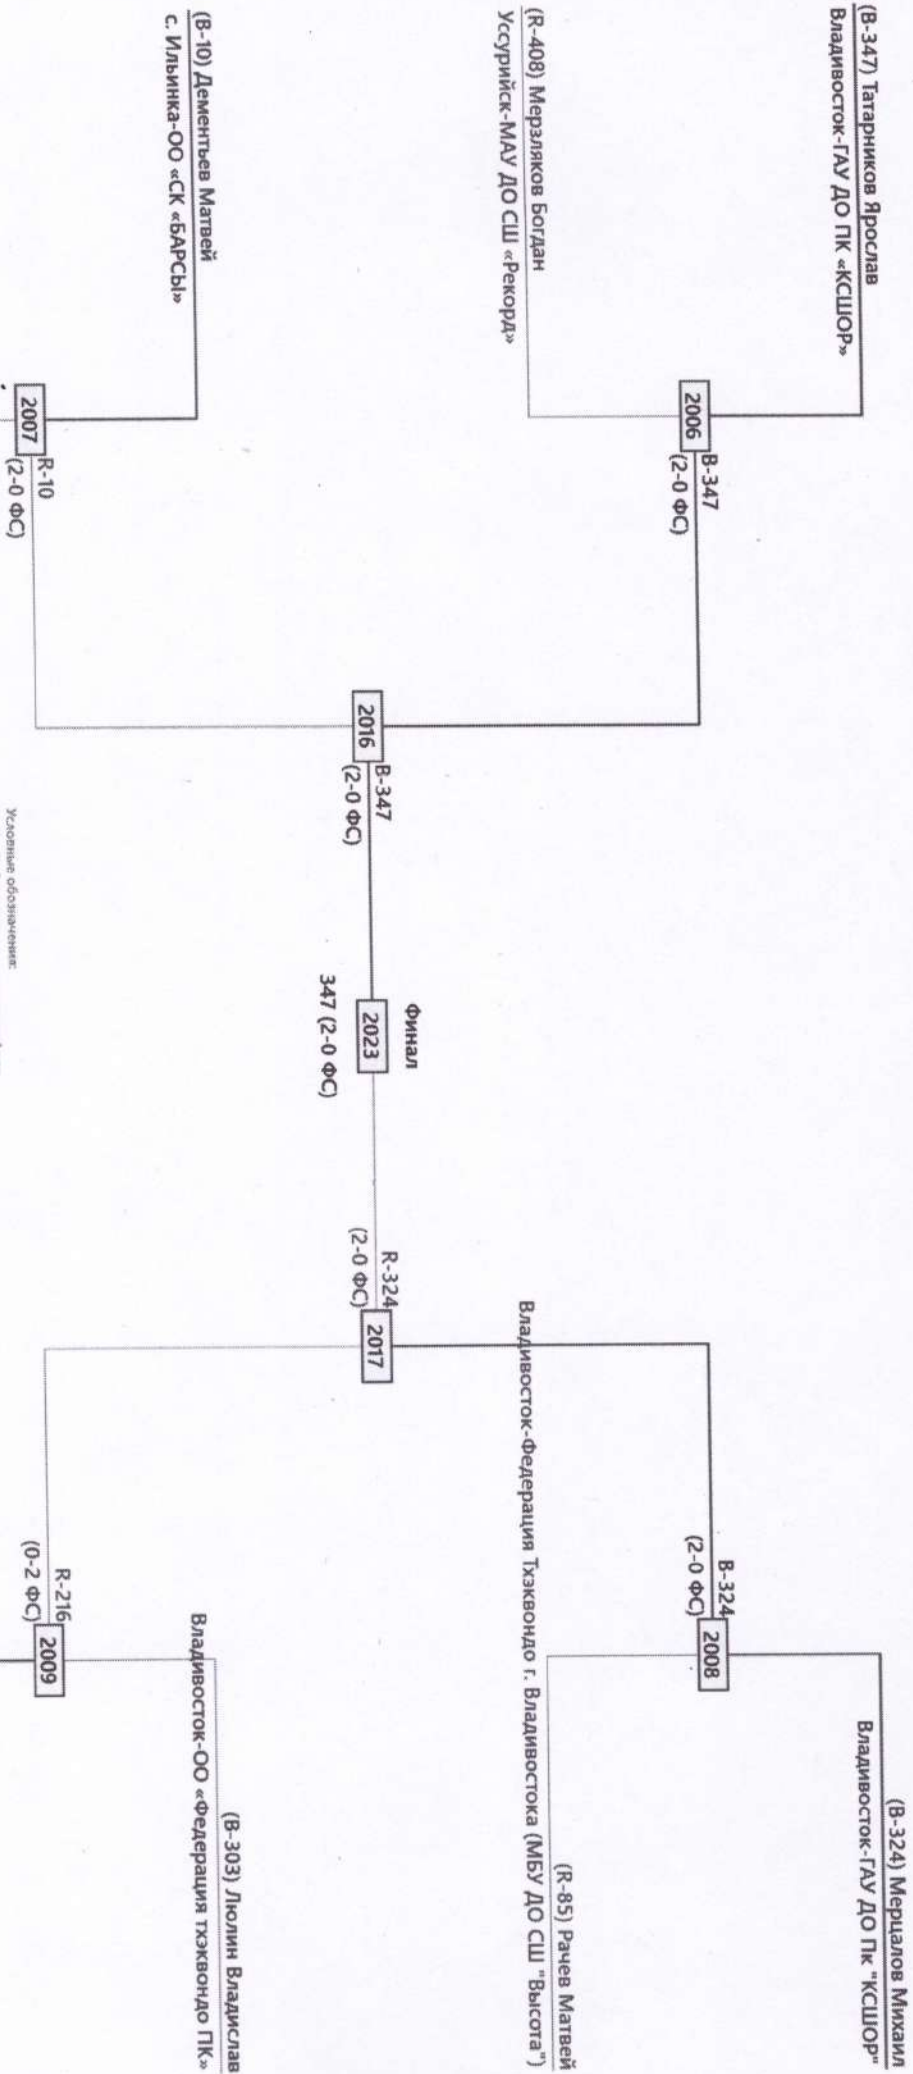 (B-347) Татарников Ярослав
Владивосток-ГАУ ДО ПК «КСШОР»
2006
B-347
(2-0 ФС)
(R-408) Мерзляков Богдан
Уссурийск-МАУ ДО СШ «Рекорд»
(B-10) Дементьев Матвей
с. Ильинка-ОО «СК «БАРСЫ»
2007
R-10
(2-0 ФС)
2016
B-347
(2-0 ФС)
Финал
2023
347 (2-0 ФС)
R-324
(2-0 ФС)
2017
(B-324) Мерцалов Михаил
Владивосток-ГАУ ДО Пк "КСШОР"
B-324
(2-0 ФС)
2008
(R-85) Рачев Матвей
Владивосток-Федерация Тхэквондо г. Владивостока (МБУ ДО СШ "Высота")
(B-303) Люлин Владислав
Владивосток-ОО «Федерация тхэквондо ПК»
R-216
(0-2 ФС)
2009
Условные обозначения: